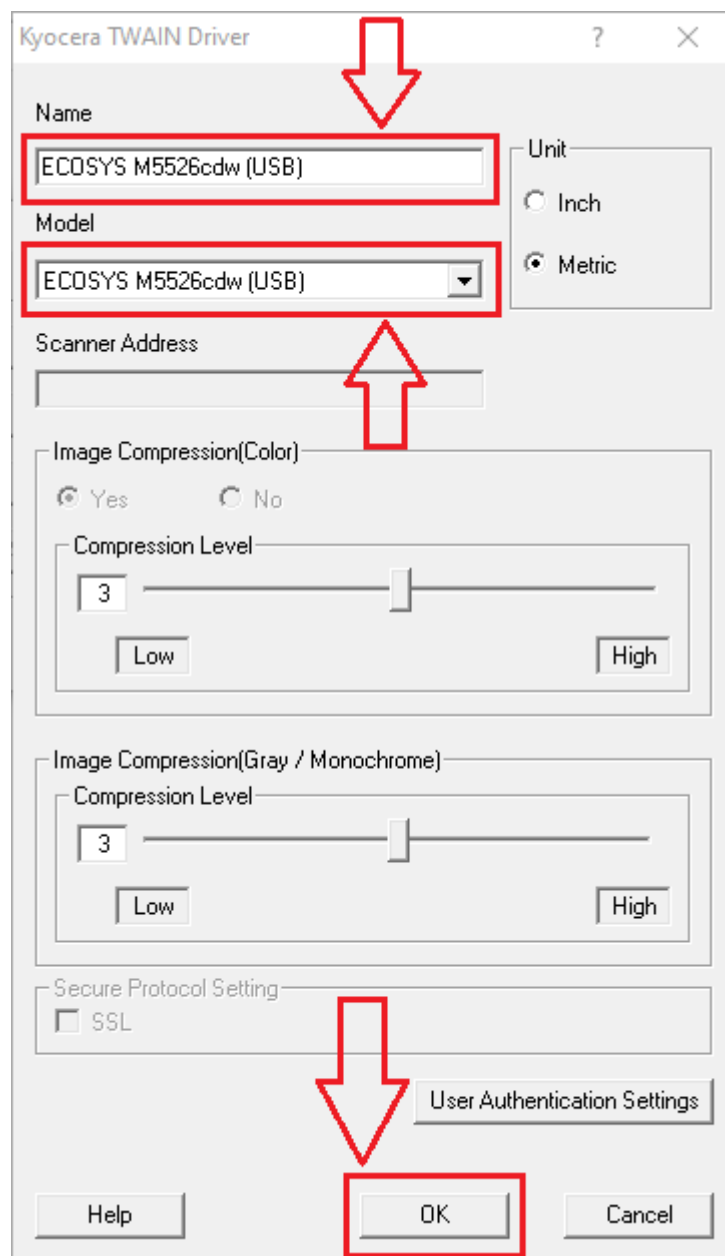 Kyocera TWAIN Driver ? ×
Name
ECOSYS M5526cdw (USB)
Unit
Inch
Metric
Model
ECOSYS M5526cdw (USB)
Scanner Address
Image Compression(Color)
Yes No
Compression Level
3
Low High
Image Compression(Gray / Monochrome)
Compression Level
3
Low High
Secure Protocol Setting
SSL
User Authentication Settings
Help OK Cancel